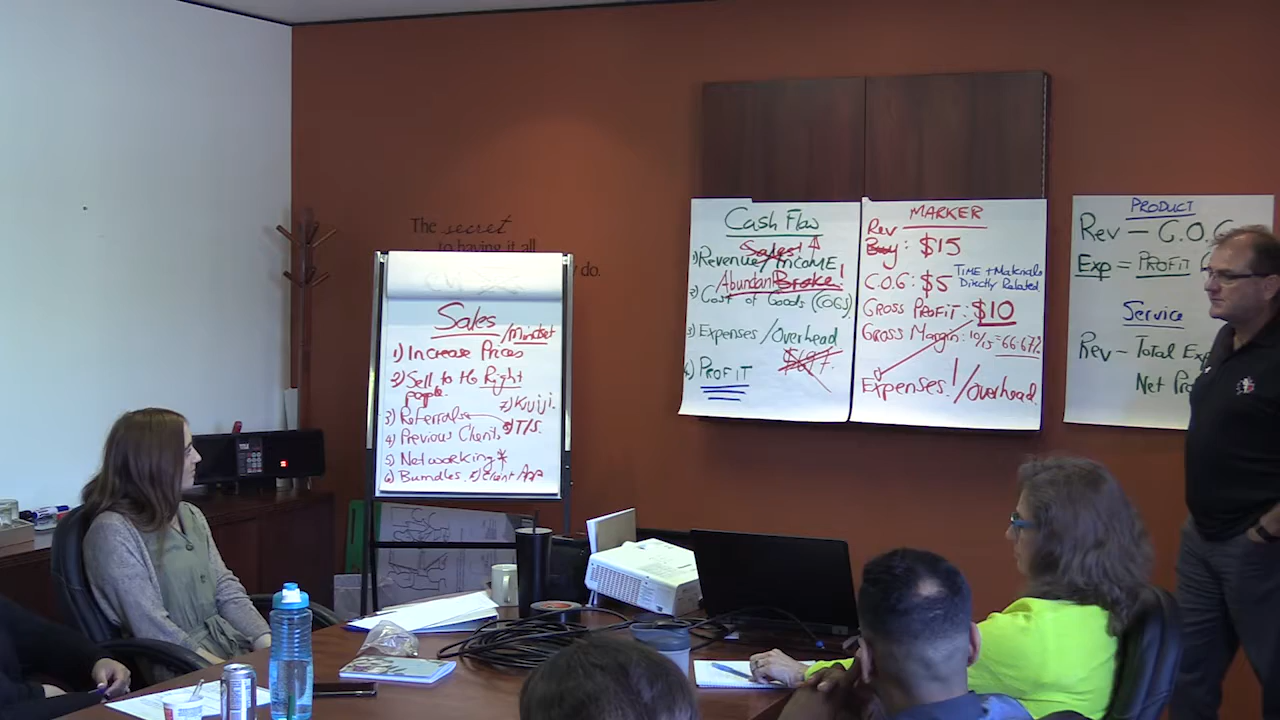 The secret
to having it all
do.
Sales
/Mindset
1) Increase Prices
2) Sell to the Right
people.
3) Referrals
7) Kijiji.
4) Previous Clients
8) T/S.
5) Networking *
6) Bundles.
Client App
Cash Flow
Sales!
1) Revenue/Income
Abundant Broke!
2) Cost of Goods (COGS)
3) Expenses/Overhead
4) PROFIT
MARKER
Rev
Buy: $15
C.O.G: $5 TIME + Materials
Directly Related
GROSS PROFIT: $10
GROSS Margin: 10/15 = 66.67%
Expenses!/Overhead.
PRODUCT
Rev - C.O.G
Exp = PROFIT
Service
Rev - Total Exp
Net Pro